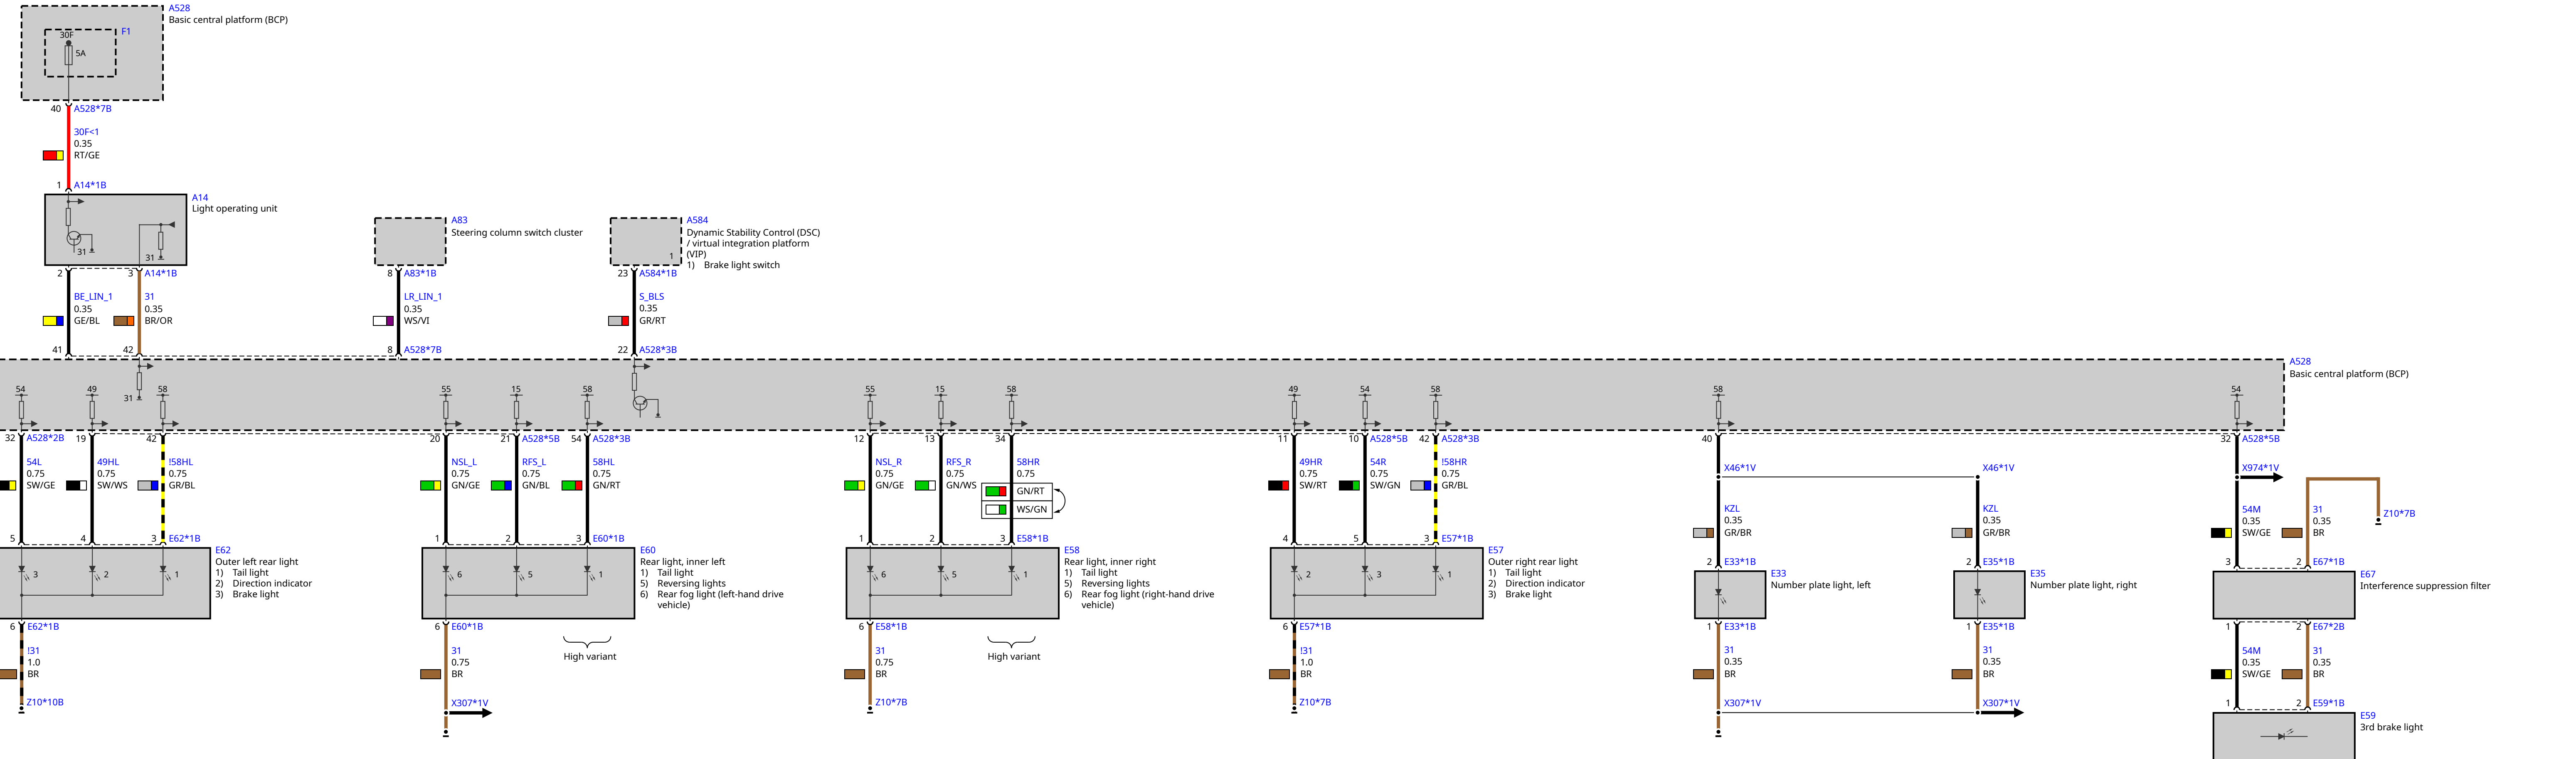 A528
Basic central platform (BCP)
F1
30F
5A
40 A528*7B
30F<1
0.35
RT/GE
1 A14*1B
A14
Light operating unit
31
31
2 3 A14*1B
BE_LIN_1
0.35
GE/BL
31
0.35
BR/OR
41 42
A83
Steering column switch cluster
8 A83*1B
LR_LIN_1
0.35
WS/VI
8 A528*7B
A584
Dynamic Stability Control (DSC)
/ virtual integration platform
(VIP)
1) Brake light switch
1
23 A584*1B
S_BLS
0.35
GR/RT
22 A528*3B
A528
Basic central platform (BCP)
54 49 58 31 55 15 58 55 15 58 49 54 58 58 54
32 A528*2B 19 42 20 21 A528*5B 54 A528*3B 12 13 34 11 10 A528*5B 42 A528*3B 40 32 A528*5B
54L
0.75
SW/GE
49HL
0.75
SW/WS
!58HL
0.75
GR/BL
5 4 3 E62*1B
E62
Outer left rear light
1) Tail light
2) Direction indicator
3) Brake light
3 2 1
6 E62*1B
!31
1.0
BR
Z10*10B
NSL_L
0.75
GN/GE
RFS_L
0.75
GN/BL
58HL
0.75
GN/RT
1 2 3 E60*1B
E60
Rear light, inner left
1) Tail light
5) Reversing lights
6) Rear fog light (left-hand drive
vehicle)
6 5 1
6 E60*1B
High variant
31
0.75
BR
X307*1V
NSL_R
0.75
GN/GE
RFS_R
0.75
GN/WS
58HR
0.75
GN/RT
WS/GN
1 2 3 E58*1B
E58
Rear light, inner right
1) Tail light
5) Reversing lights
6) Rear fog light (right-hand drive
vehicle)
6 5 1
6 E58*1B
High variant
31
0.75
BR
Z10*7B
49HR
0.75
SW/RT
54R
0.75
SW/GN
!58HR
0.75
GR/BL
4 5 3 E57*1B
E57
Outer right rear light
1) Tail light
2) Direction indicator
3) Brake light
2 3 1
6 E57*1B
!31
1.0
BR
Z10*7B
X46*1V
KZL
0.35
GR/BR
2 E33*1B
E33
Number plate light, left
1 E33*1B
31
0.35
BR
X307*1V
X46*1V
KZL
0.35
GR/BR
2 E35*1B
E35
Number plate light, right
1 E35*1B
31
0.35
BR
X307*1V
X974*1V
54M
0.35
SW/GE
31
0.35
BR
Z10*7B
3 2 E67*1B
E67
Interference suppression filter
1 2 E67*2B
54M
0.35
SW/GE
31
0.35
BR
1 2 E59*1B
E59
3rd brake light